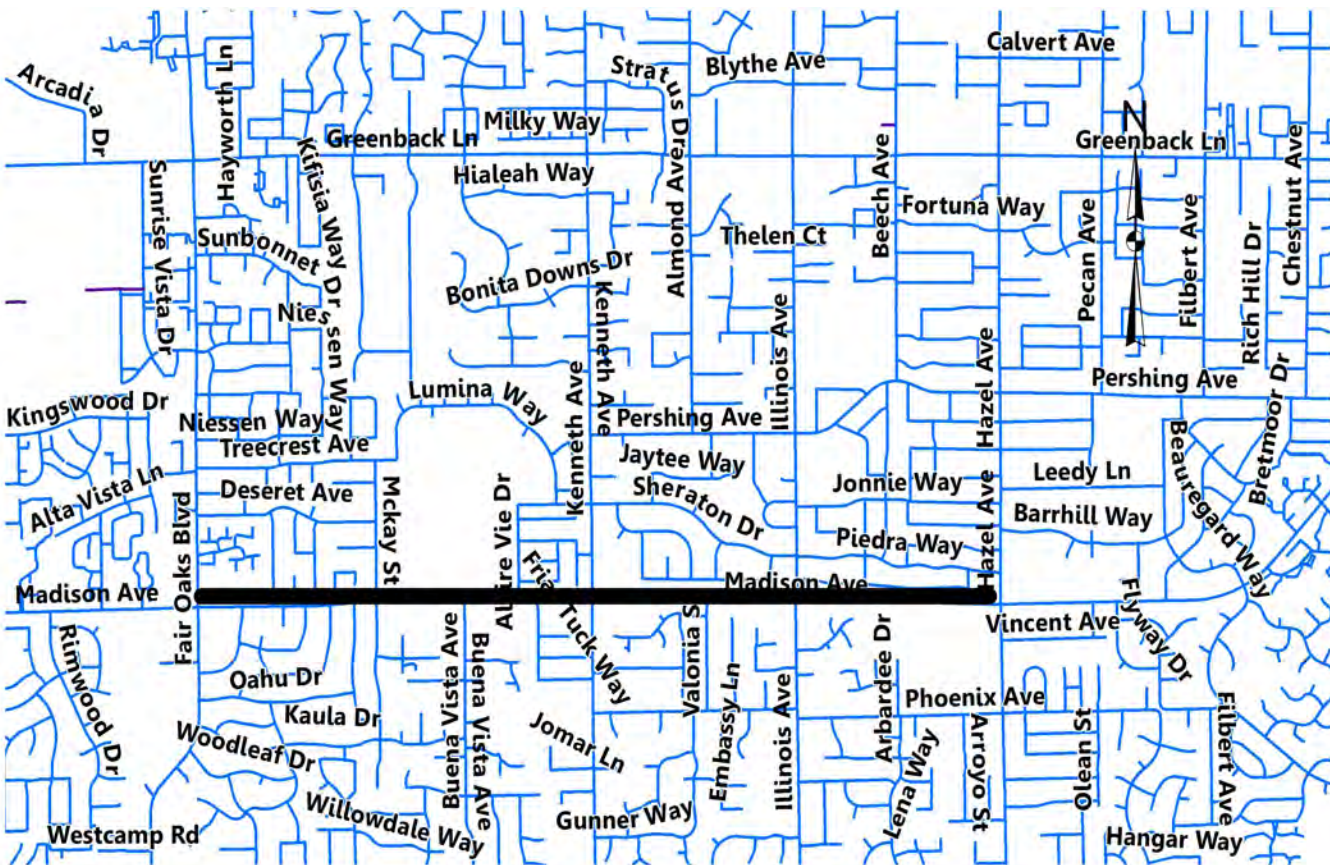 Calvert Ave
Blythe Ave
Stratus Dr
Arcadia Dr
Hayworth Ln
N
Milky Way
Greenback Ln
Greenback Ln
Kifisia Way
Hialeah Way
Almond Ave
Beech Ave
Chestnut Ave
Sunrise Vista Dr
Fortuna Way
Pecan Ave
Filbert Ave
Rich Hill Dr
Sunbonnet Dr
Thelen Ct
Bonita Downs Dr
Kenneth Ave
Illinois Ave
Niessen Way
Hazel Ave
Pershing Ave
Bretmoor Dr
Lumina Way
Kingswood Dr
Niessen Way
Kenneth Ave
Pershing Ave
Treecrest Ave
Jaytee Way
Leedy Ln
Beauregard Way
Alta Vista Ln
Deseret Ave
Mckay St
Sheraton Dr
Jonnie Way
Hazel Ave
Barrhill Way
Piedra Way
Fair Oaks Blvd
Madison Ave
Madison Ave
Vincent Ave
Flyway Dr
Rimwood Dr
Buena Vista Ave
Buena Vista Ave
Tuck Way
Embassy Ln
Illinois Ave
Arbardee Dr
Oahu Dr
Kaula Dr
Phoenix Ave
Woodleaf Dr
Jomar Ln
Lena Way
Arroyo St
Olean St
Filbert Ave
Willowdale Way
Gunner Way
Westcamp Rd
Hangar Way